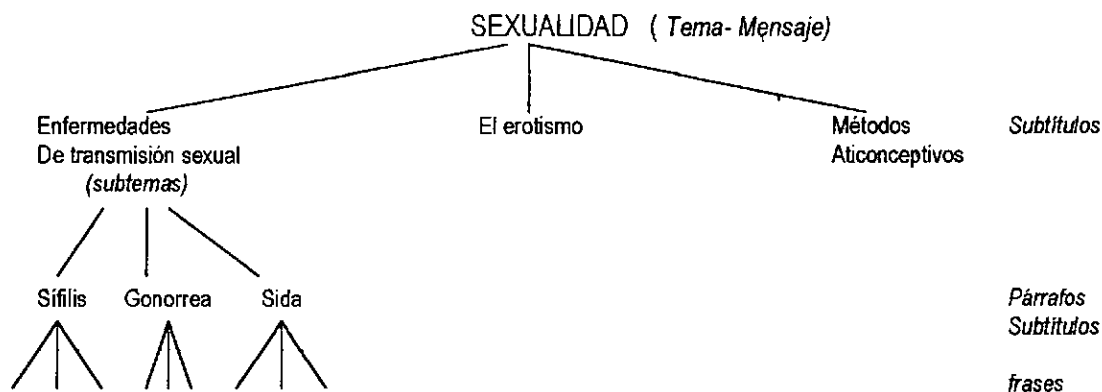 SEXUALIDAD ( Tema- Mensaje)
Enfermedades
De transmisión sexual
(subtemas)
El erotismo
Métodos
Aticonceptivos
Subtítulos
Sífilis Gonorrea Sida
Párrafos
Subtítulos
frases